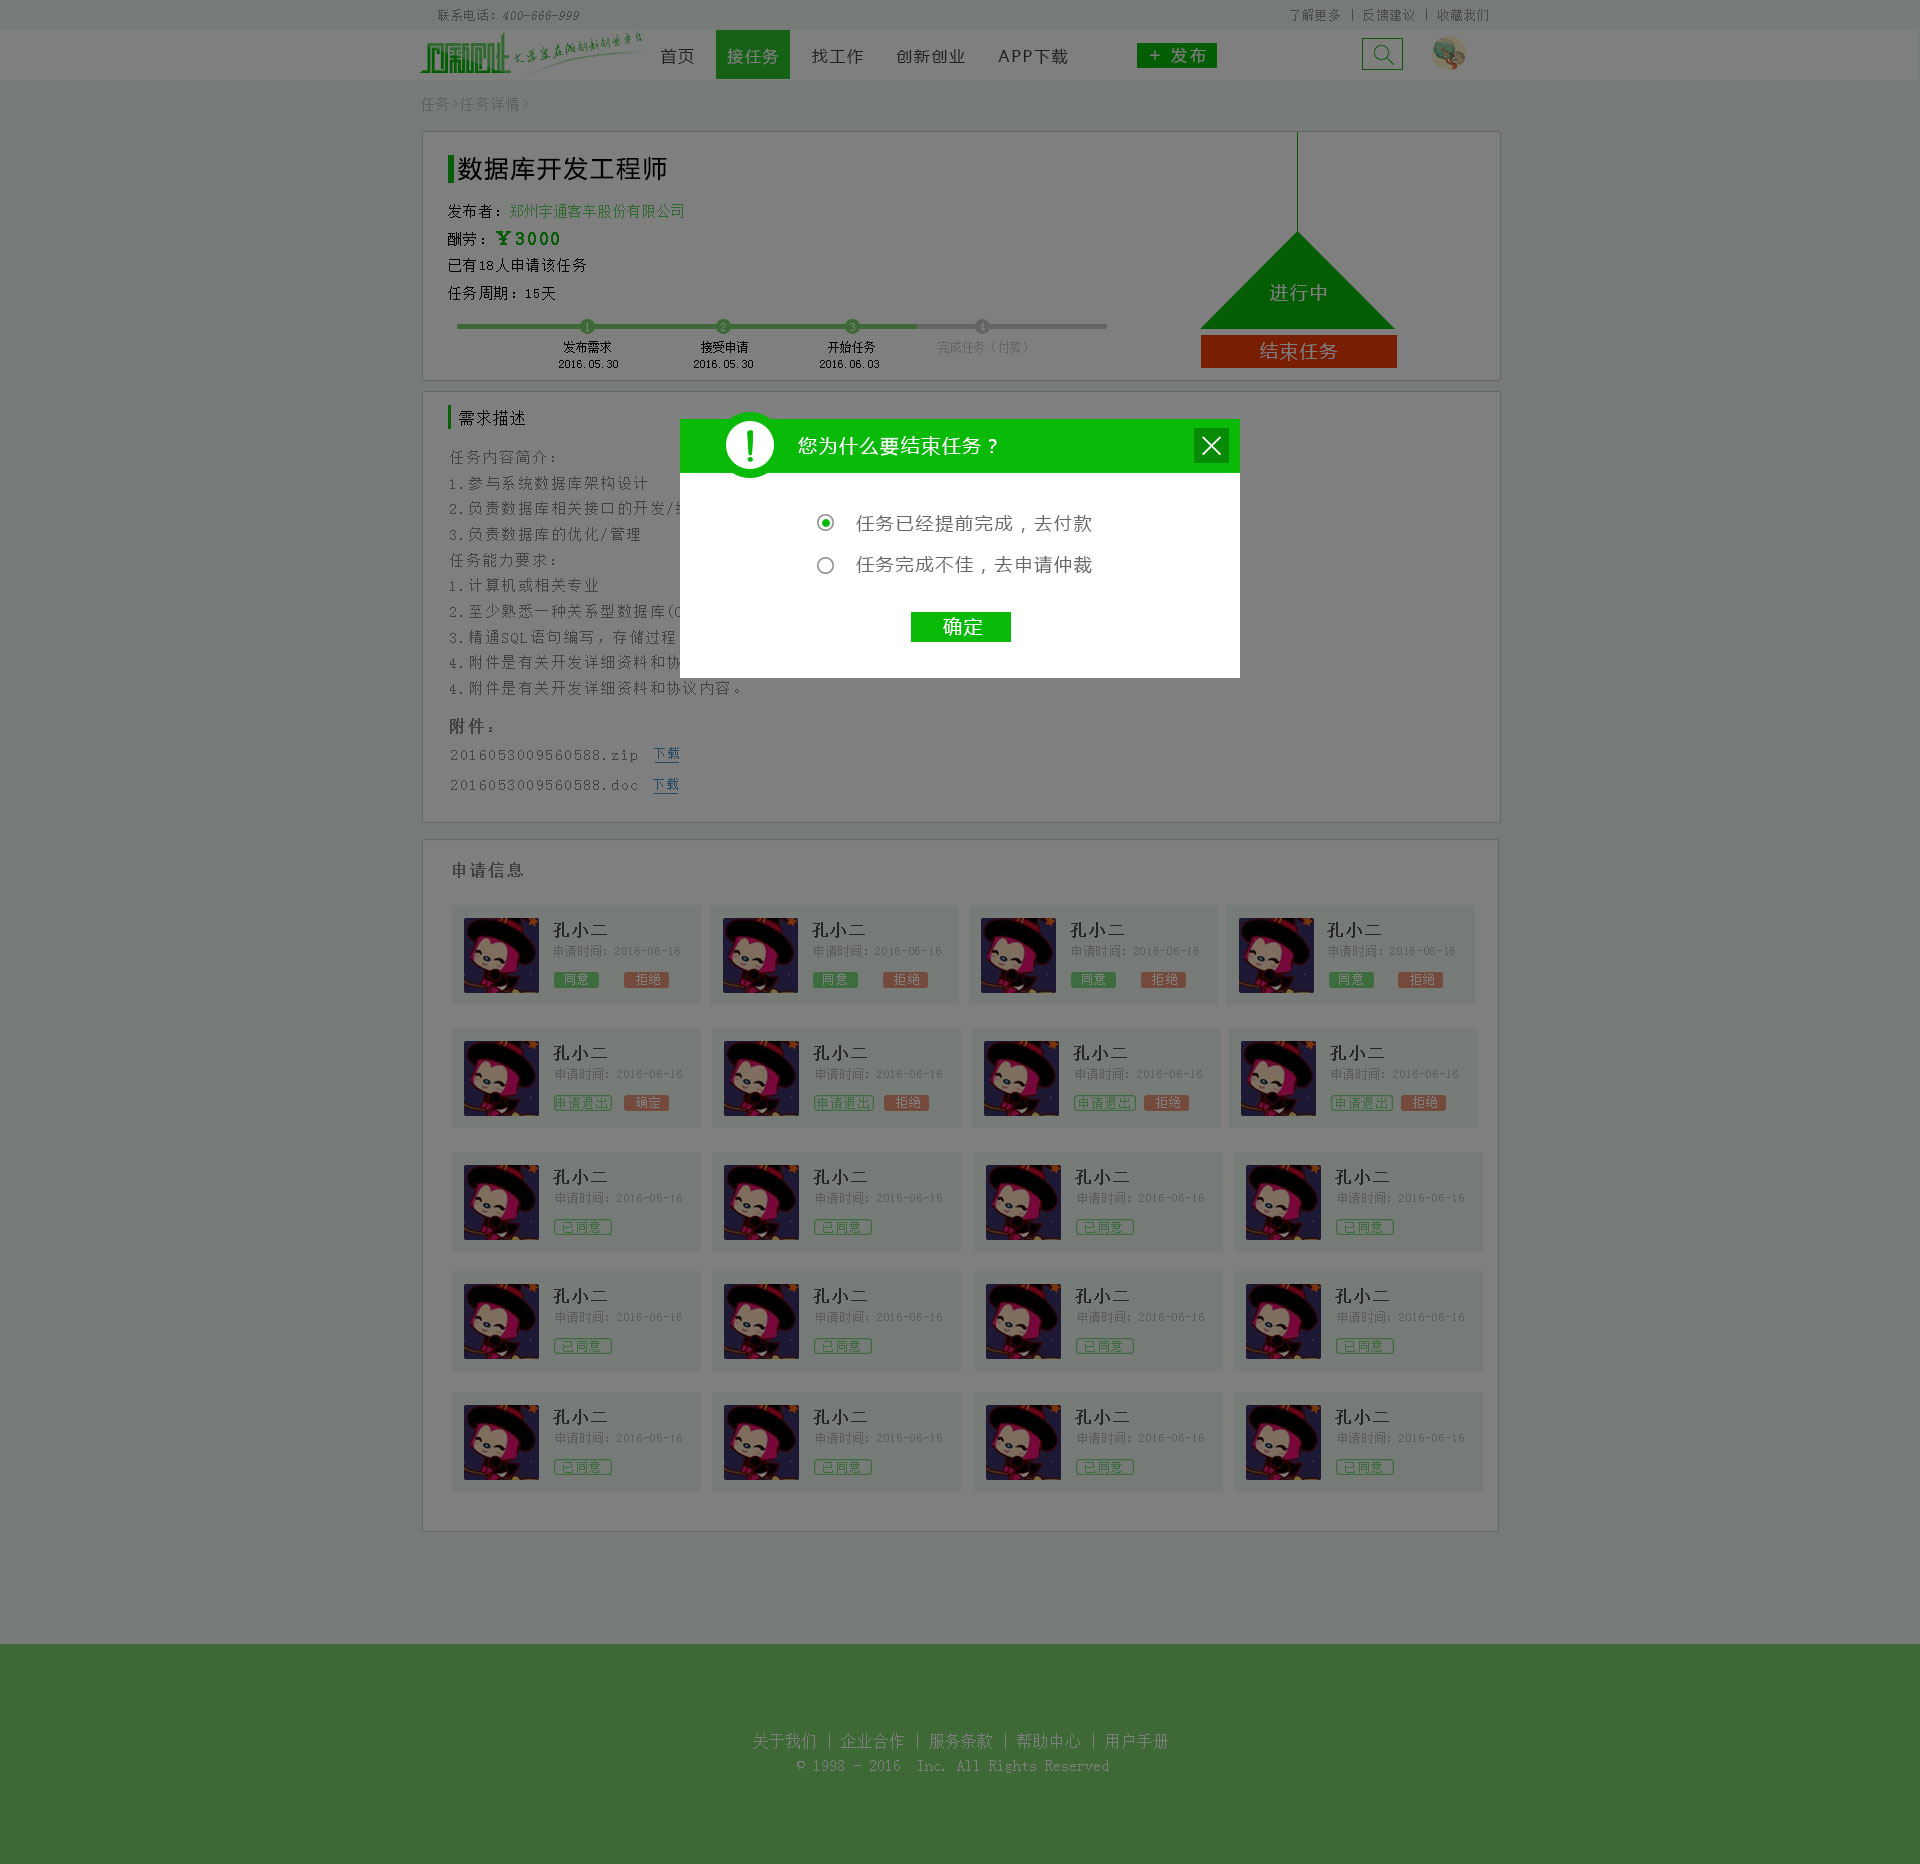 联系电话：400-666-999
了解更多 | 反馈建议 | 收藏我们
大学生在线创新创业平台
首页 接任务 找工作 创新创业 APP下载 + 发布
任务>任务详情>
数据库开发工程师
发布者：郑州宇通客车股份有限公司
酬劳：￥3000
已有18人申请该任务
任务周期：15天
进行中
结束任务
1 2 3 4
发布需求 接受申请 开始任务 完成任务（付款）
2016.05.30 2016.05.30 2016.06.03
需求描述
您为什么要结束任务？
任务内容简介：
1.参与系统数据库架构设计
2.负责数据库相关接口的开发/
3.负责数据库的优化/管理
任务能力要求：
1.计算机或相关专业
2.至少熟悉一种关系型数据库(
3.精通SQL语句编写，存储过程
4.附件是有关开发详细资料和协
4.附件是有关开发详细资料和协议内容。
任务已经提前完成，去付款
任务完成不佳，去申请仲裁
确定
附件：
2016053009560588.zip 下载
2016053009560588.doc 下载
申请信息
孔小二 孔小二 孔小二 孔小二
申请时间：2016-06-16 申请时间：2016-06-16 申请时间：2016-06-16 申请时间：2016-06-16
同意 拒绝 同意 拒绝 同意 拒绝 同意 拒绝
孔小二 孔小二 孔小二 孔小二
申请时间：2016-06-16 申请时间：2016-06-16 申请时间：2016-06-16 申请时间：2016-06-16
申请退出 确定 申请退出 拒绝 申请退出 拒绝 申请退出 拒绝
孔小二 孔小二 孔小二 孔小二
申请时间：2016-06-16 申请时间：2016-06-16 申请时间：2016-06-16 申请时间：2016-06-16
已同意 已同意 已同意 已同意
孔小二 孔小二 孔小二 孔小二
申请时间：2016-06-16 申请时间：2016-06-16 申请时间：2016-06-16 申请时间：2016-06-16
已同意 已同意 已同意 已同意
孔小二 孔小二 孔小二 孔小二
申请时间：2016-06-16 申请时间：2016-06-16 申请时间：2016-06-16 申请时间：2016-06-16
已同意 已同意 已同意 已同意
关于我们 | 企业合作 | 服务条款 | 帮助中心 | 用户手册
© 1998 - 2016 Inc. All Rights Reserved